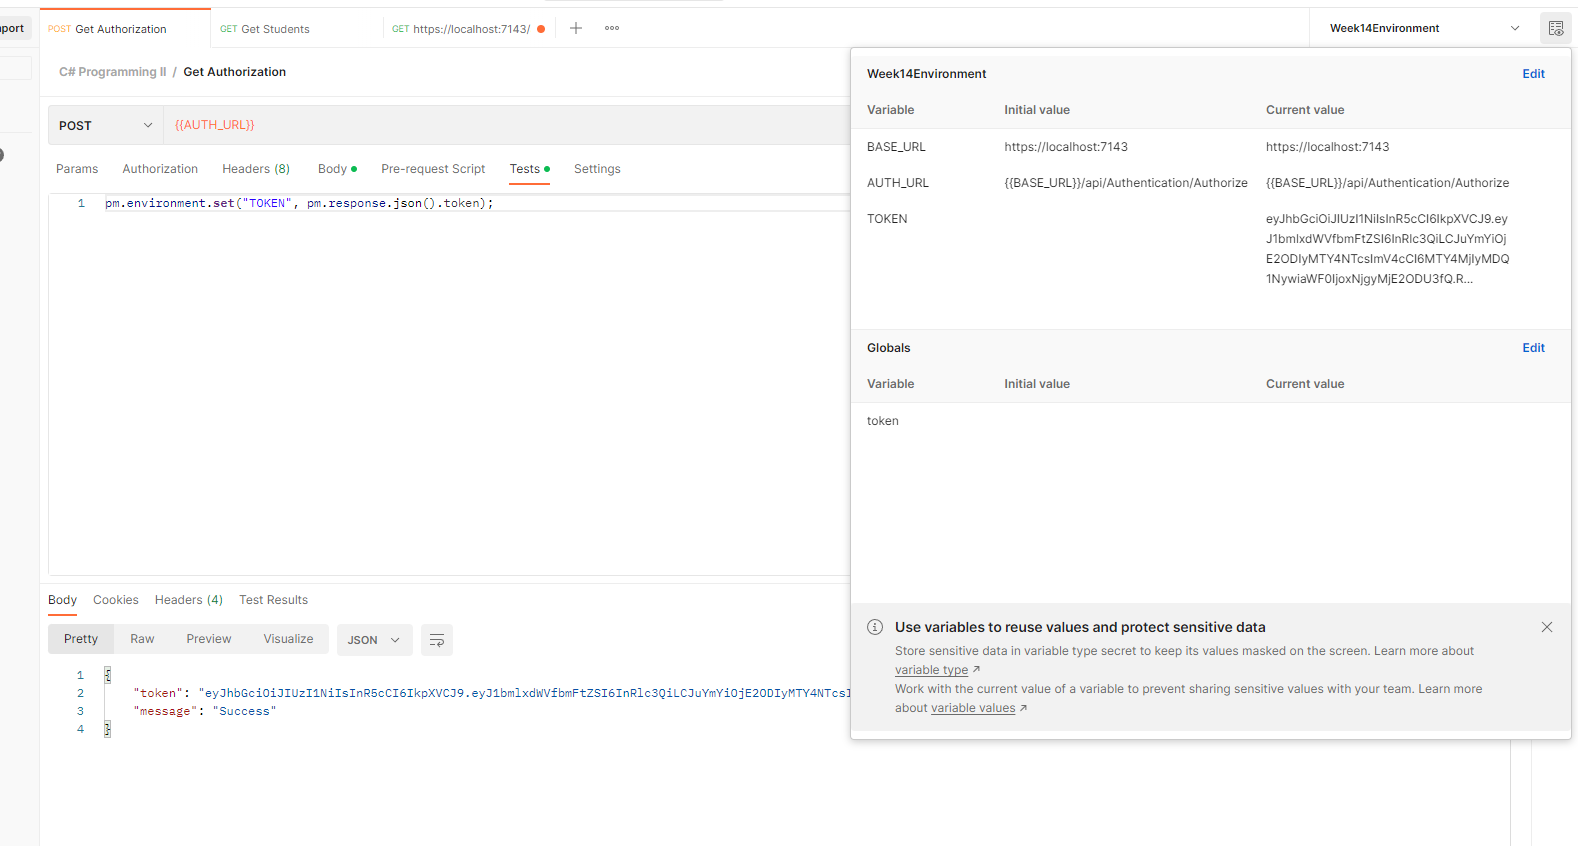 port
POST Get Authorization
GET Get Students
GET https://localhost:7143/
Week14Environment
C# Programming II / Get Authorization
POST
{{AUTH_URL}}
Params
Authorization
Headers (8)
Body
Pre-request Script
Tests
Settings
1 pm.environment.set("TOKEN", pm.response.json().token);
Week14Environment
Edit
Variable Initial value Current value
BASE_URL https://localhost:7143 https://localhost:7143
AUTH_URL {{BASE_URL}}/api/Authentication/Authorize {{BASE_URL}}/api/Authentication/Authorize
TOKEN eyJhbGciOiJIUzI1NiIsInR5cCI6IkpXVCJ9.ey
J1bmlxdWVfbmFtZSI6InRlc3QiLCJuYmYiOj
E2ODIyMTY4NTcsImV4cCI6MTY4MjIyMDQ
1NywiaWF0IjoxNjgyMjE2ODU3fQ.R...
Globals
Edit
Variable Initial value Current value
token
Use variables to reuse values and protect sensitive data
Store sensitive data in variable type secret to keep its values masked on the screen. Learn more about
variable type ↗
Work with the current value of a variable to prevent sharing sensitive values with your team. Learn more
about variable values ↗
Body Cookies Headers (4) Test Results
Pretty Raw Preview Visualize JSON
1 {
2 "token": "eyJhbGciOiJIUzI1NiIsInR5cCI6IkpXVCJ9.eyJ1bmlxdWVfbmFtZSI6InRlc3QiLCJuYmYiOjE2ODIyMTY4NTcsI
3 "message": "Success"
4 }